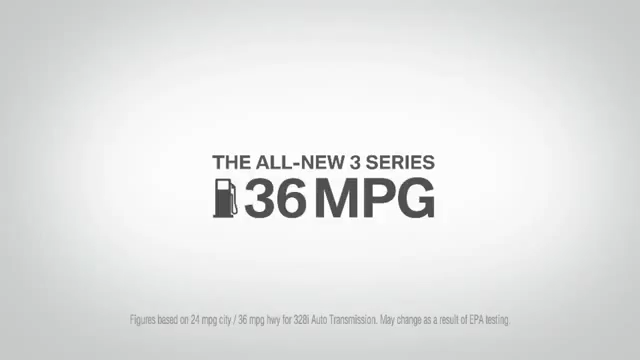 THE ALL-NEW 3 SERIES
36 MPG
Figures based on 24 mpg city / 36 mpg hwy for 328i Auto Transmission. May change as a result of EPA testing.